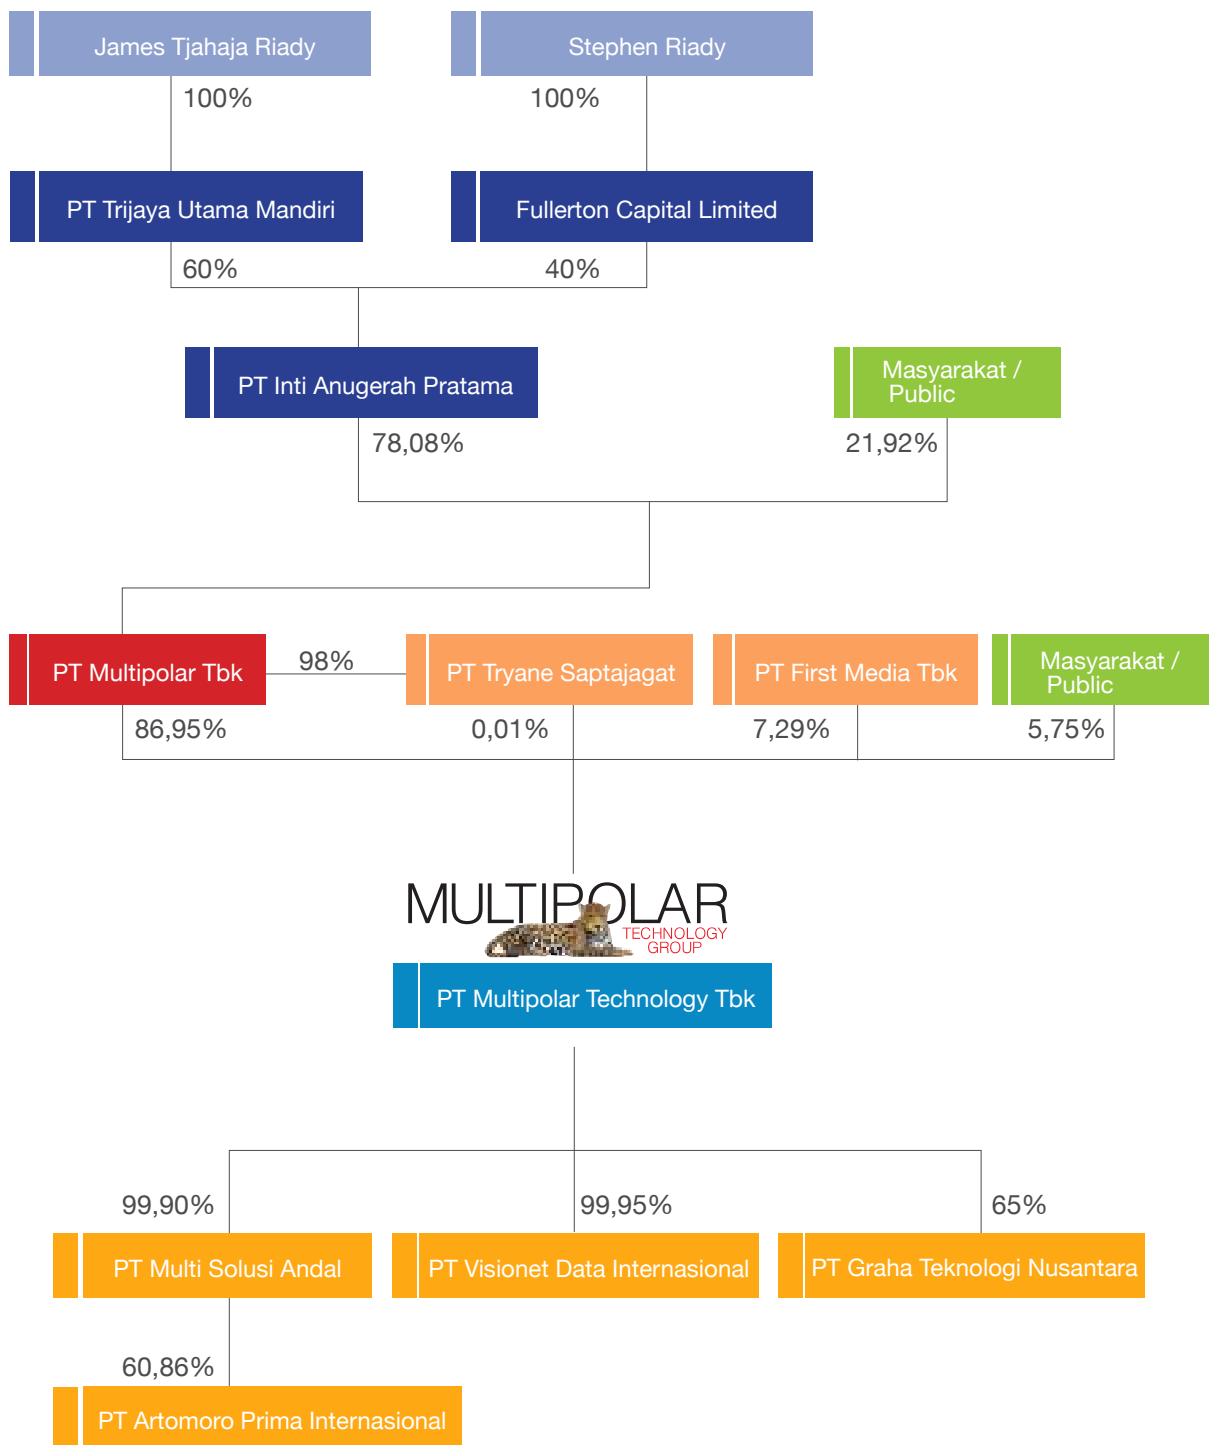 James Tjahaja Riady
Stephen Riady
100%
100%
PT Trijaya Utama Mandiri
Fullerton Capital Limited
60%
40%
PT Inti Anugerah Pratama
Masyarakat /
Public
78,08%
21,92%
PT Multipolar Tbk
98%
PT Tryane Saptajagat
PT First Media Tbk
Masyarakat /
Public
86,95%
0,01%
7,29%
5,75%
MULTIPOLAR
TECHNOLOGY
GROUP
PT Multipolar Technology Tbk
99,90%
99,95%
65%
PT Multi Solusi Andal
PT Visionet Data Internasional
PT Graha Teknologi Nusantara
60,86%
PT Artomoro Prima Internasional